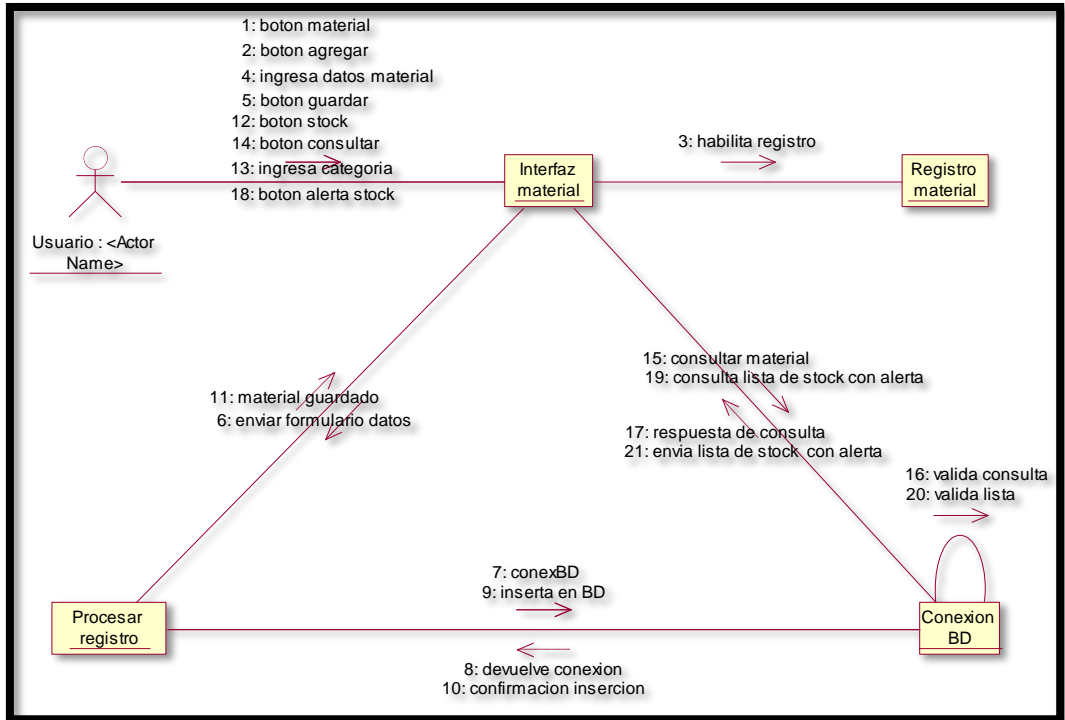 1: boton material
2: boton agregar
4: ingresa datos material
5: boton guardar
12: boton stock
14: boton consultar
13: ingresa categoria
18: boton alerta stock
3: habilita registro
Interfaz
material
Registro
material
Usuario : <Actor
Name>
15: consultar material
19: consulta lista de stock con alerta
11: material guardado
6: enviar formulario datos
17: respuesta de consulta
21: envia lista de stock con alerta
16: valida consulta
20: valida lista
7: conexBD
9: inserta en BD
Procesar
registro
Conexion
BD
8: devuelve conexion
10: confirmacion insercion